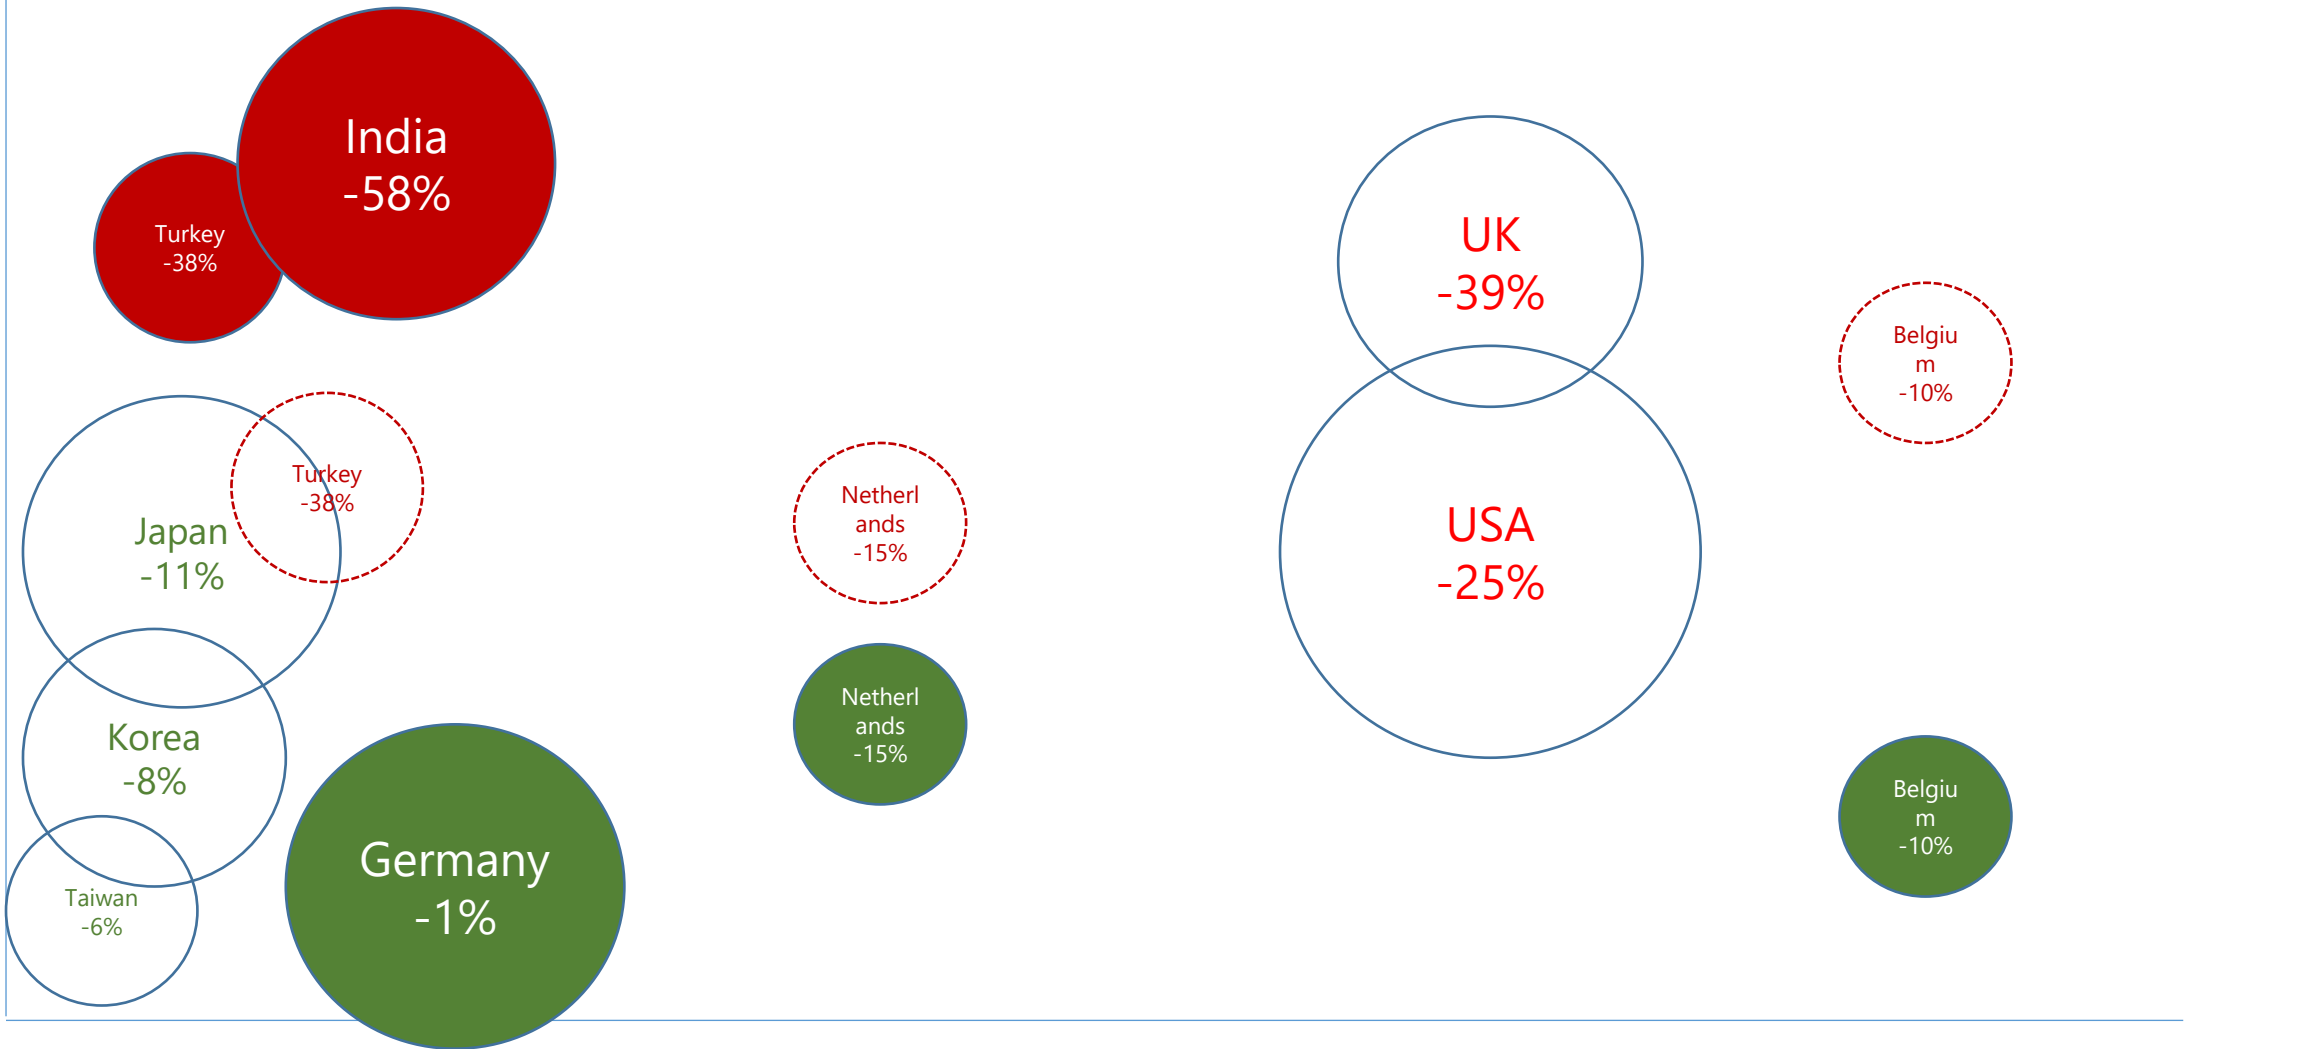 India
-58%
Turkey
-38%
UK
-39%
Belgiu
m
-10%
Turkey
-38%
Japan
-11%
Netherl
ands
-15%
USA
-25%
Korea
-8%
Netherl
ands
-15%
Germany
-1%
Belgiu
m
-10%
Taiwan
-6%